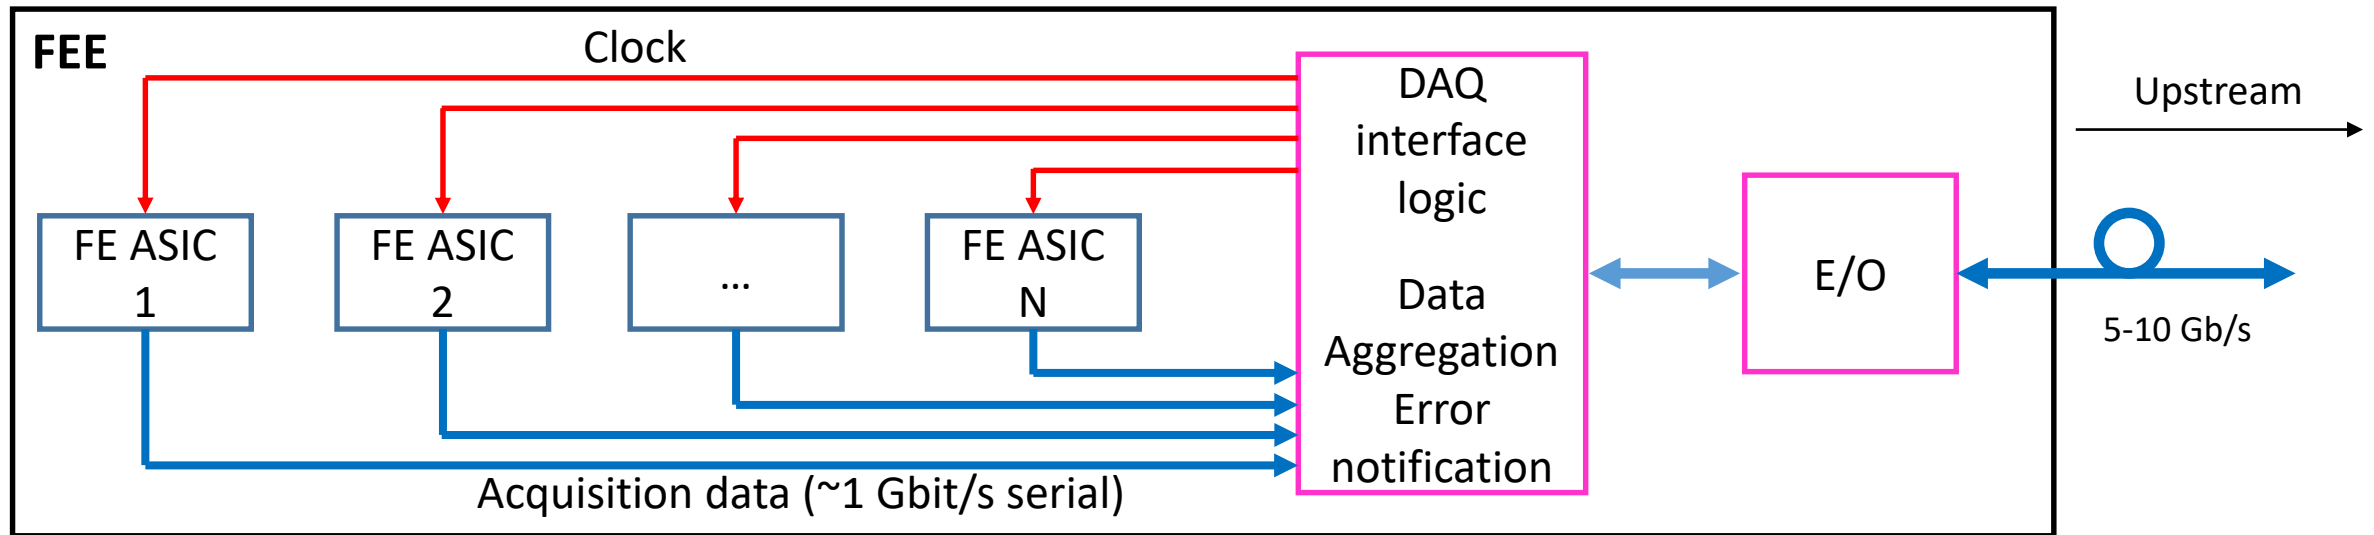 FEE
Clock
DAQ
interface
logic
Data
Aggregation
Error
notification
Upstream
FE ASIC
1
FE ASIC
2
...
FE ASIC
N
E/O
5-10 Gb/s
Acquisition data (~1 Gbit/s serial)